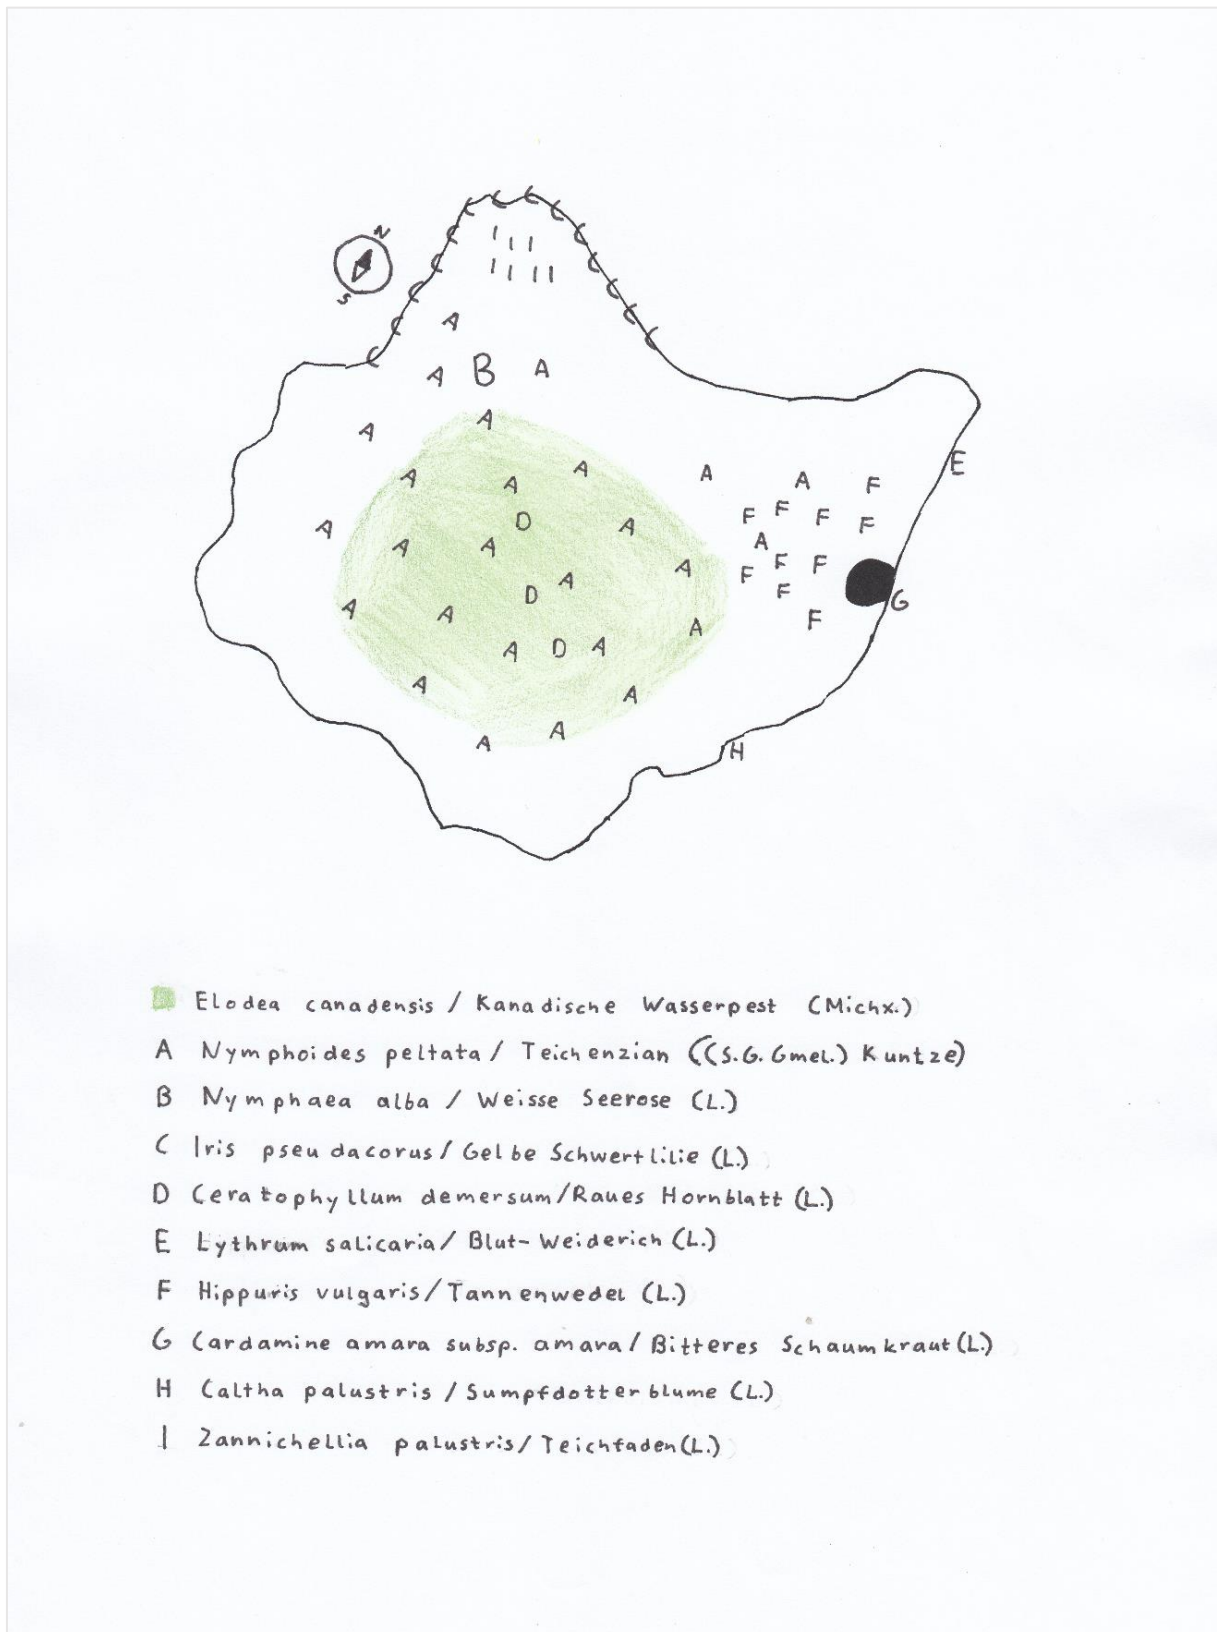 N
S
C C C C
C I I I C
C I I I I C
C C
C A C
C A B A C
A A
A A A A A F E
D F F F F
A A A A A
A F F F
D A F
A A A F G
A D A
A A
A A H
Elodea canadensis / Kanadische Wasserpest (Michx.)
A Nymphoides peltata / Teichenzian ((S.G. Gmel.) Kuntze)
B Nymphaea alba / Weisse Seerose (L.)
C Iris pseudacorus / Gelbe Schwertlilie (L.)
D Ceratophyllum demersum/Raues Hornblatt (L.)
E Lythrum salicaria / Blut-Weiderich (L.)
F Hippuris vulgaris / Tannenwedel (L.)
G Cardamine amara subsp. amara / Bitteres Schaumkraut (L.)
H Caltha palustris / Sumpfdotterblume (L.)
I Zannichellia palustris / Teichfaden (L.)